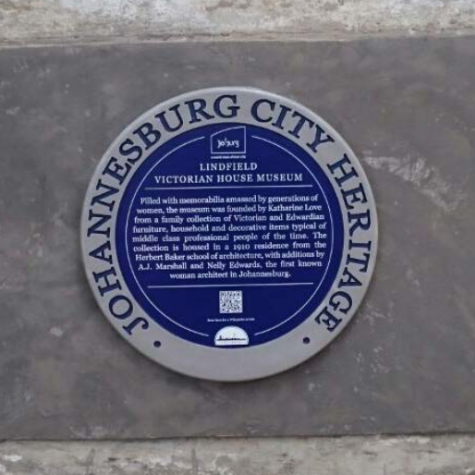 JOHANNESBURG CITY HERITAGE
Jo'burg
LINDFIELD
VICTORIAN HOUSE MUSEUM
Filled with memorabilia amassed by generations of
women, the museum was founded by Katharine Love
from a family collection of Victorian and Edwardian
furniture, household and decorative items typical of
middle class professional people of the time. The
collection is housed in a 1910 residence from the
Herbert Baker school of architecture, with additions by
A.J. Marshall and Nelly Edwards, the first known
woman architect in Johannesburg.